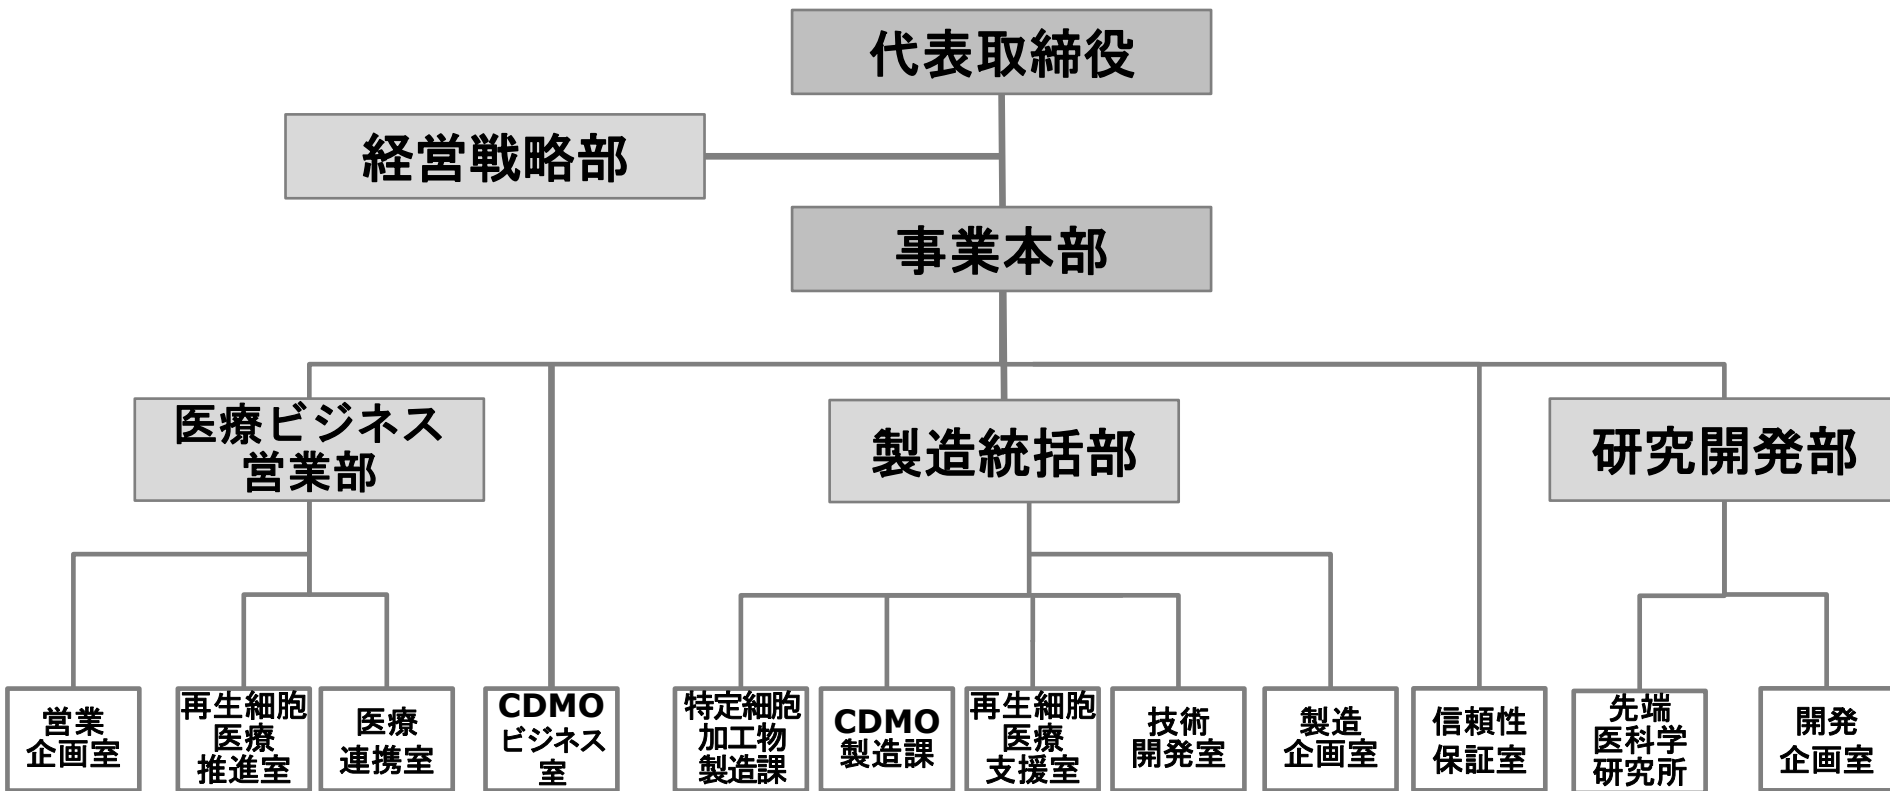 代表取締役
経営戦略部
事業本部
医療ビジネス
営業部
製造統括部
研究開発部
営業
企画室
再生細胞
医療
推進室
医療
連携室
CDMO
ビジネス
室
特定細胞
加工物
製造課
CDMO
製造課
再生細胞
医療
支援室
技術
開発室
製造
企画室
信頼性
保証室
先端
医科学
研究所
開発
企画室